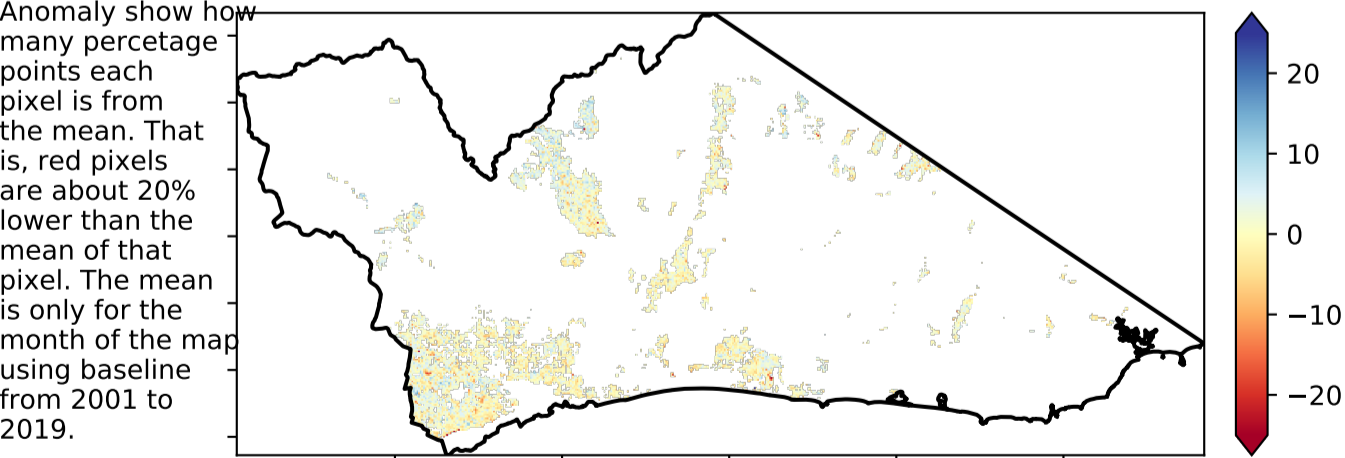 Anomaly show how
many percetage
points each
pixel is from
the mean. That
is, red pixels
are about 20%
lower than the
mean of that
pixel. The mean
is only for the
month of the map
using baseline
from 2001 to
2019.
20
10
0
−10
−20